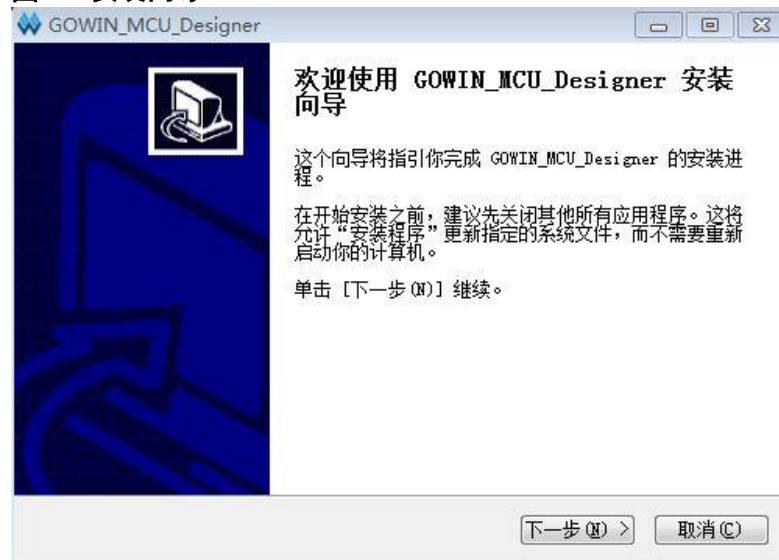 GOWIN_MCU_Designer
欢迎使用 GOWIN_MCU_Designer 安装
向导
这个向导将指引你完成 GOWIN_MCU_Designer 的安装进
程。
在开始安装之前，建议先关闭其他所有应用程序。这将
允许“安装程序”更新指定的系统文件，而不需要重新
启动你的计算机。
单击 [下一步(N)] 继续。
下一步(N) >
取消(C)